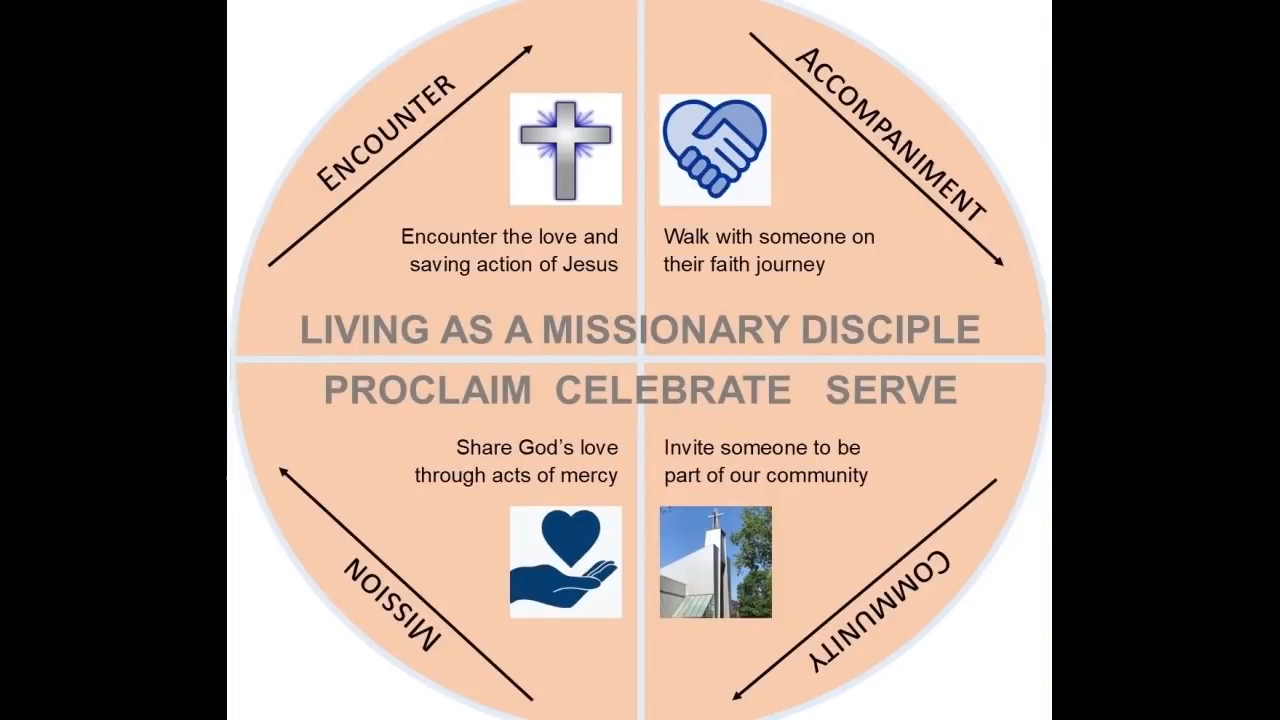 ENCOUNTER
Encounter the love and
saving action of Jesus
ACCOMPANIMENT
Walk with someone on
their faith journey
LIVING AS A MISSIONARY DISCIPLE
PROCLAIM CELEBRATE SERVE
Share God’s love
through acts of mercy
MISSION
Invite someone to be
part of our community
COMMUNITY